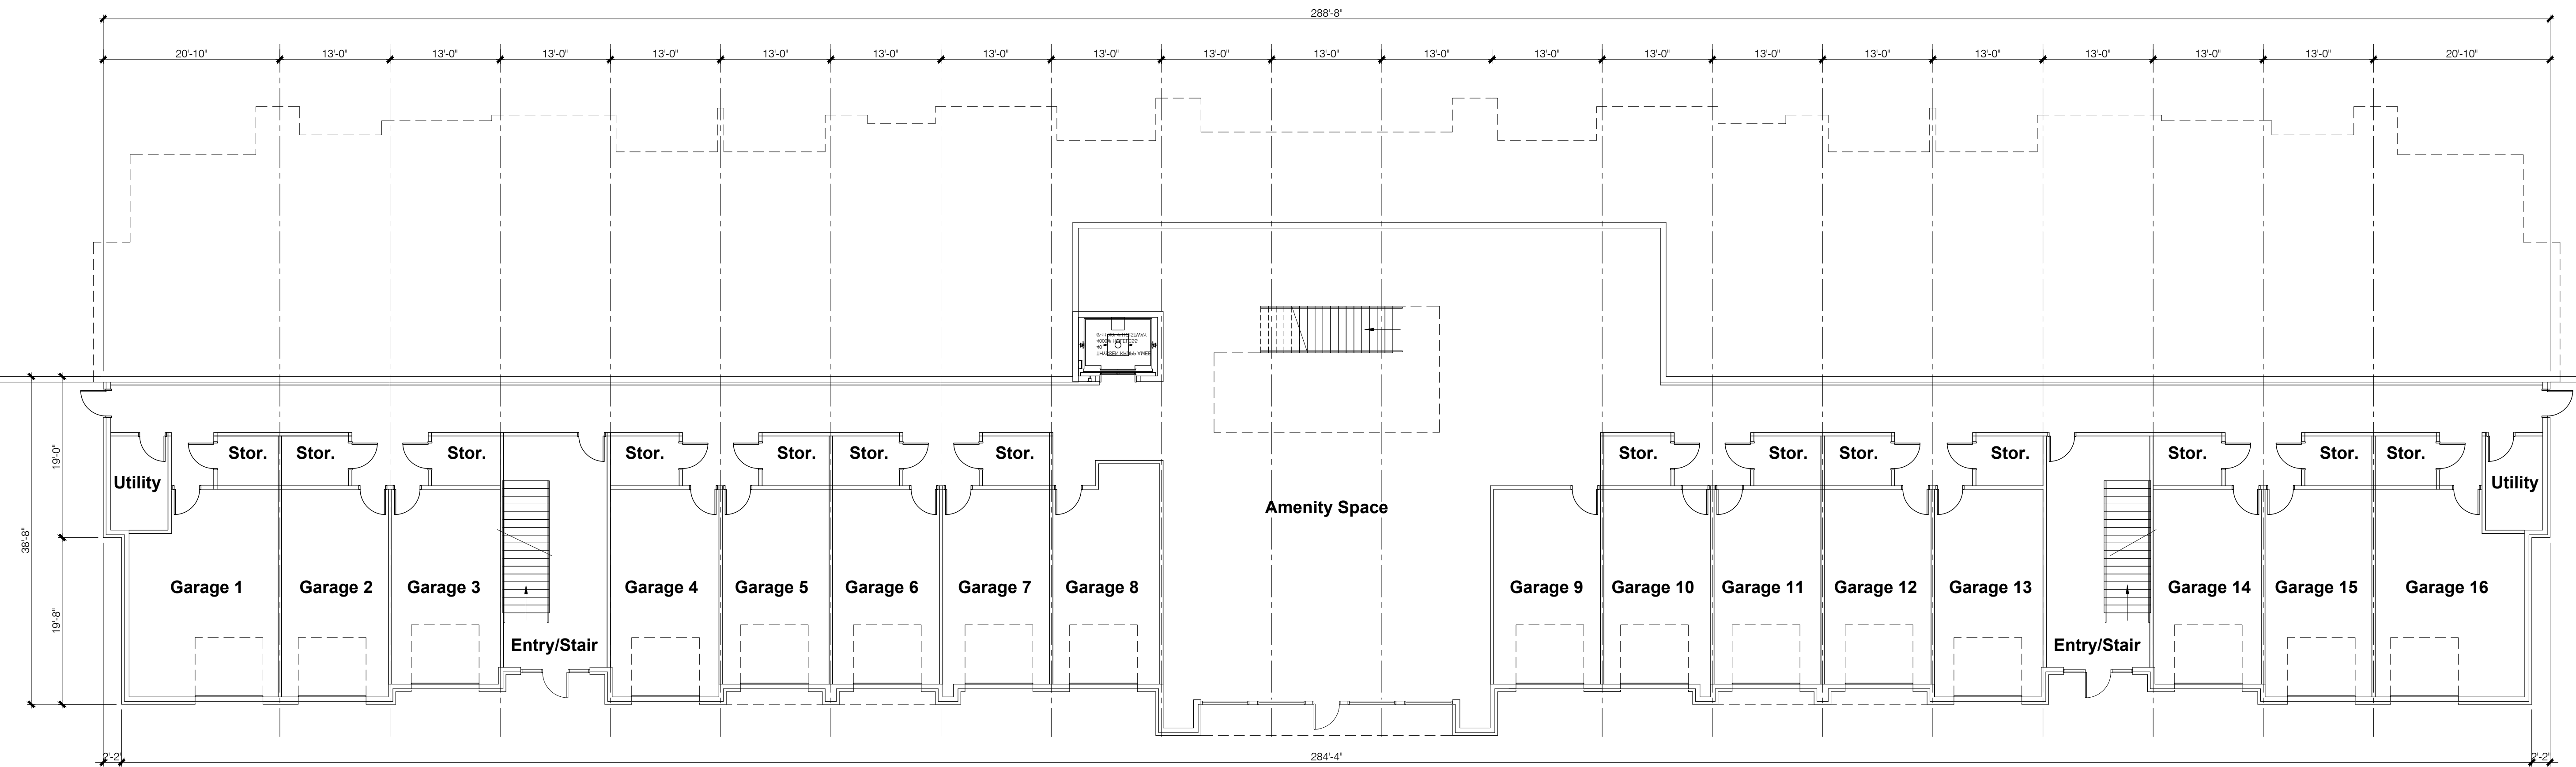 288'-8"
20'-10" 13'-0" 13'-0" 13'-0" 13'-0" 13'-0" 13'-0" 13'-0" 13'-0" 13'-0" 13'-0" 13'-0" 13'-0" 13'-0" 13'-0" 13'-0" 13'-0" 13'-0" 13'-0" 13'-0" 20'-10"
THYSSEN KRUPP
Stor. Stor. Stor. Stor. Stor. Stor. Stor. Stor. Stor. Stor. Stor. Stor. Stor. Stor.
19'-0"
Utility Utility
Amenity Space
38'-8"
Garage 1 Garage 2 Garage 3 Garage 4 Garage 5 Garage 6 Garage 7 Garage 8 Garage 9 Garage 10 Garage 11 Garage 12 Garage 13 Garage 14 Garage 15 Garage 16
19'-8"
Entry/Stair Entry/Stair
2'-2" 284'-4" 2'-2"